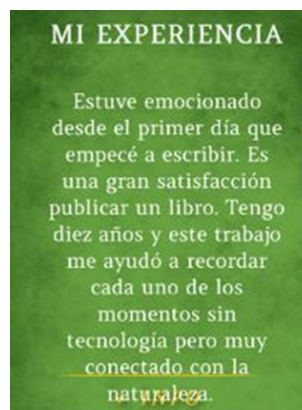 MI EXPERIENCIA
Estuve emocionado
desde el primer día que
empecé a escribir. Es
una gran satisfacción
publicar un libro. Tengo
diez años y este trabajo
me ayudó a recordar
cada uno de los
momentos sin
tecnología pero muy
conectado con la
naturaleza.
+ INFO